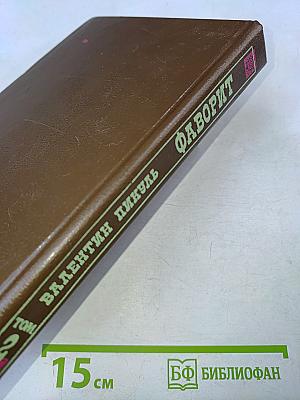 ФАВОРИТ
ВАЛЕНТИН ПИКУЛЬ
ТОМ
2
15 см
БФ БИБЛИОФАН